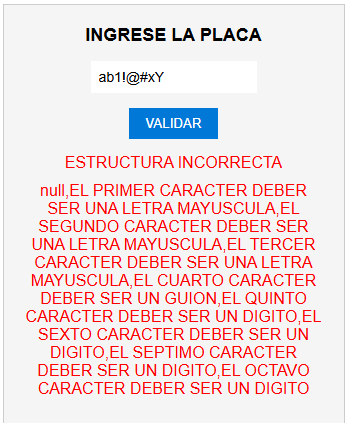 INGRESE LA PLACA
ab1!@#xY
VALIDAR
ESTRUCTURA INCORRECTA
null,EL PRIMER CARACTER DEBER
SER UNA LETRA MAYUSCULA,EL
SEGUNDO CARACTER DEBER SER
UNA LETRA MAYUSCULA,EL TERCER
CARACTER DEBER SER UNA LETRA
MAYUSCULA,EL CUARTO CARACTER
DEBER SER UN GUION,EL QUINTO
CARACTER DEBER SER UN DIGITO,EL
SEXTO CARACTER DEBER SER UN
DIGITO,EL SEPTIMO CARACTER
DEBER SER UN DIGITO,EL OCTAVO
CARACTER DEBER SER UN DIGITO